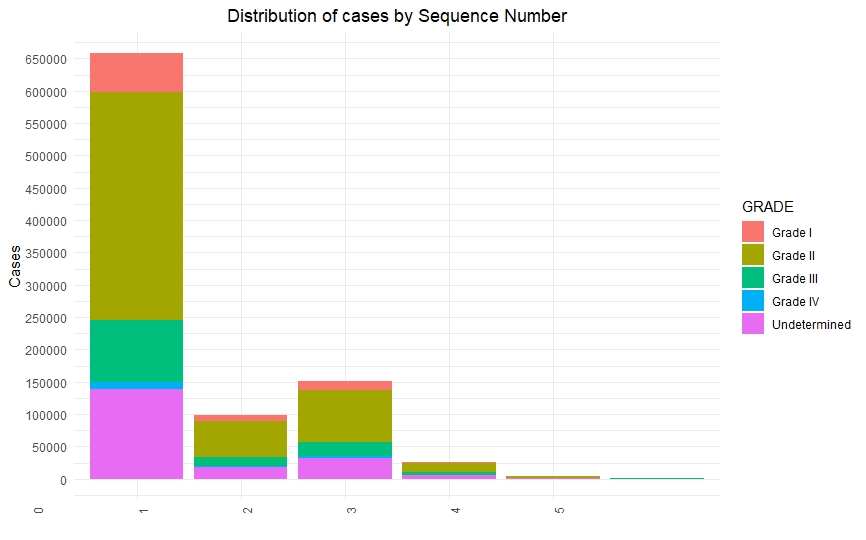 Distribution of cases by Sequence Number
650000
600000
550000
500000
450000
400000
350000
300000
250000
200000
150000
100000
50000
0
Cases
0
1
2
3
4
5
GRADE
Grade I
Grade II
Grade III
Grade IV
Undetermined